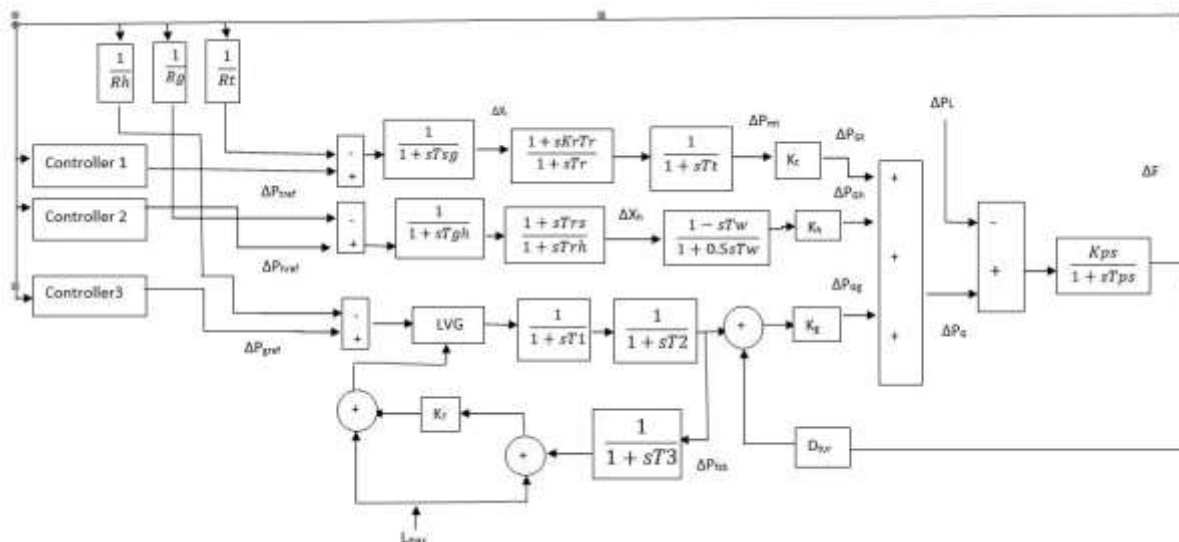 1
Rh
1
Rg
1
Rt
Controller 1
Controller 2
Controller3
ΔPtref
ΔPhref
ΔPgref
-
+
1
1 + sTsg
1 + sKrTr
1 + sTr
1
1 + sTt
ΔPmt
Kt
ΔPGt
-
+
1
1 + sTgh
1 + sTrs
1 + sTrh
ΔXh
1 − sTw
1 + 0.5sTw
Kh
ΔPGh
-
+
LVG
1
1 + sT1
1
1 + sT2
+
Kg
ΔPGg
+
+
+
ΔPG
ΔPL
-
+
Kps
1 + sTps
ΔF
+
+
1
1 + sT3
Dtur
Lmax